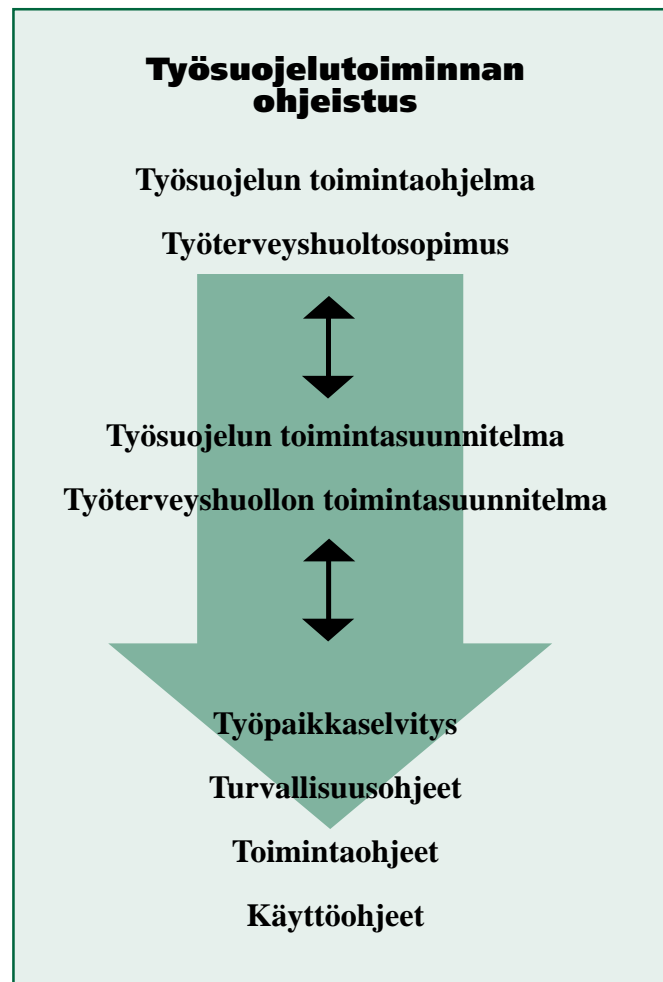 Työsuojelutoiminnan
ohjeistus
Työsuojelun toimintaohjelma
Työterveyshuoltosopimus
Työsuojelun toimintasuunnitelma
Työterveyshuollon toimintasuunnitelma
Työpaikkaselvitys
Turvallisuusohjeet
Toimintaohjeet
Käyttöohjeet